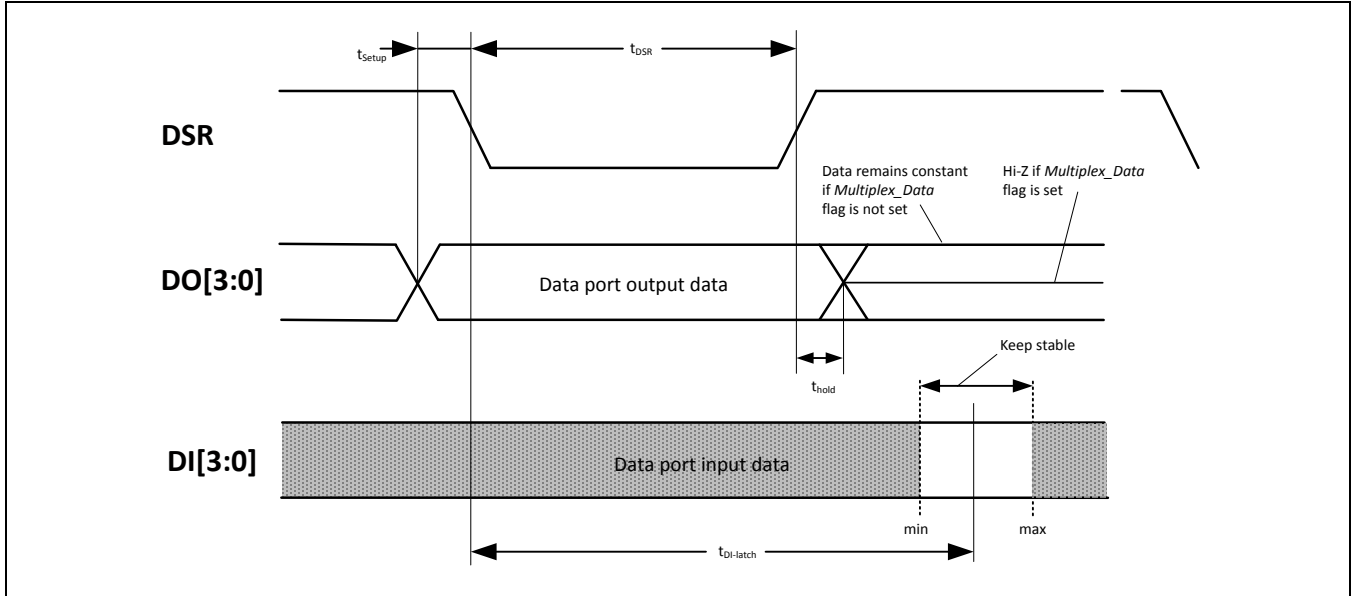 tSetup
tDSR
DSR
Data remains constant
if Multiplex_Data
flag is not set
Hi-Z if Multiplex_Data
flag is set
DO[3:0]
Data port output data
Keep stable
thold
DI[3:0]
Data port input data
min
max
tDI-latch